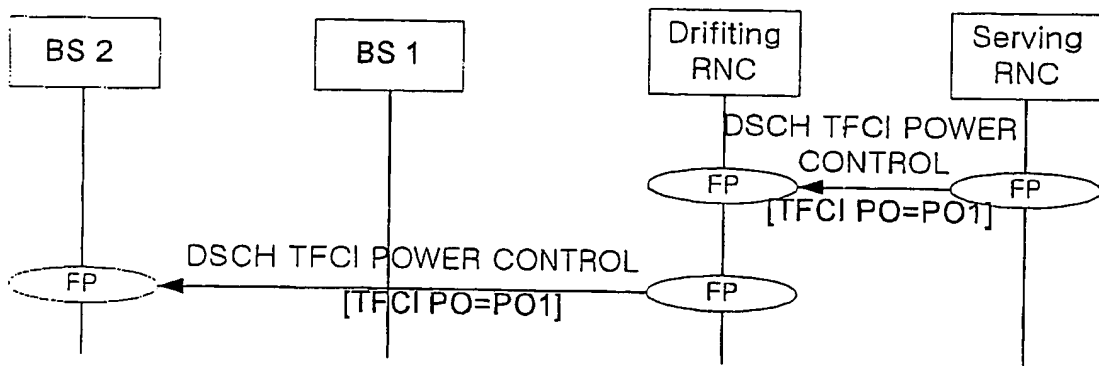 BS 2
BS 1
Drifiting
RNC
Serving
RNC
DSCH TFCI POWER
CONTROL
FP
FP
[TFCI PO=PO1]
DSCH TFCI POWER CONTROL
FP
FP
[TFCI PO=PO1]